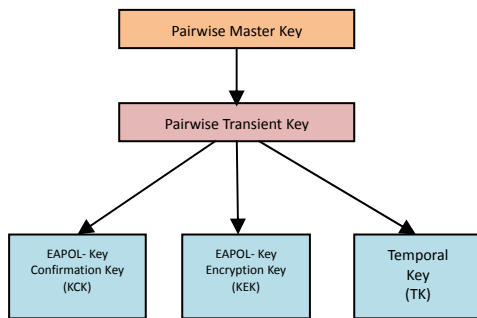 Pairwise Master Key
Pairwise Transient Key
EAPOL- Key
Confirmation Key
(KCK)
EAPOL- Key
Encryption Key
(KEK)
Temporal
Key
(TK)